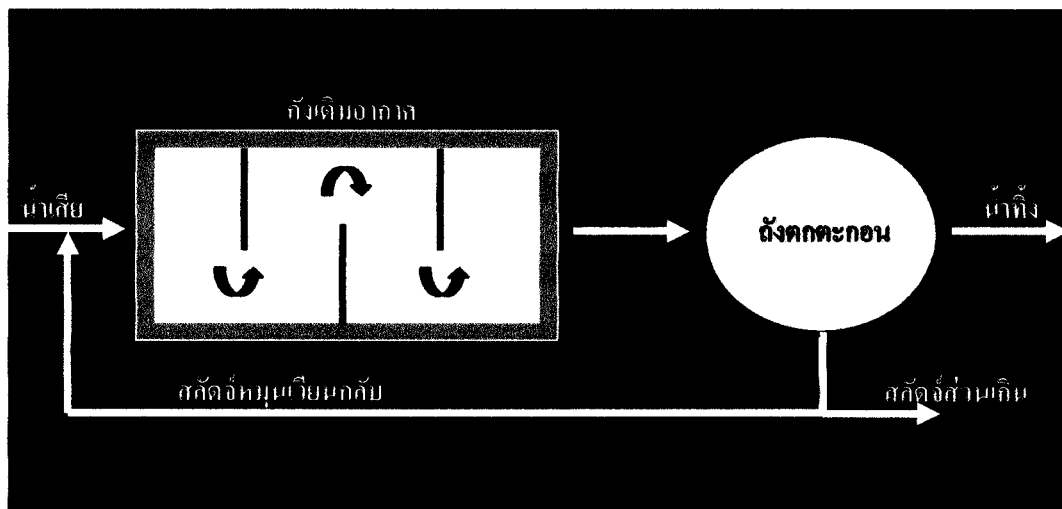 ถังเติมอากาศ
น้ำเสีย
ถังตกตะกอน
น้ำทิ้ง
สลัดจ์หมุนเวียนกลับ
สลัดจ์ส่วนเกิน